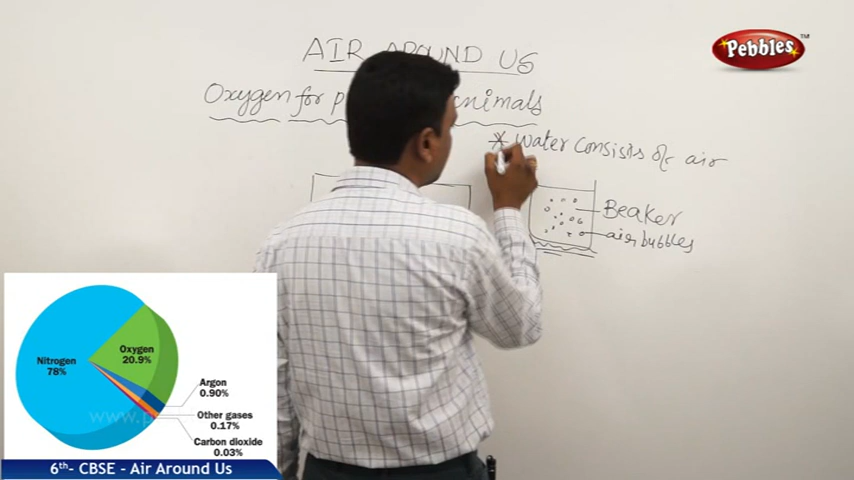 AIR AROUND US
Pebbles
Oxygen for
animals
* Water Consists of air
Beaker
air bubbles
Nitrogen
78%
Oxygen
20.9%
Argon
0.90%
Other gases
0.17%
Carbon dioxide
0.03%
6th- CBSE - Air Around Us